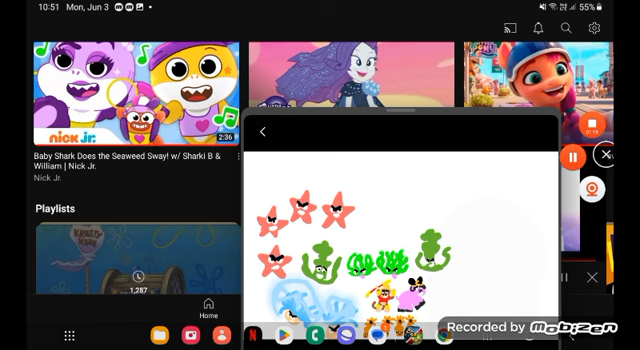 10:51 Mon, Jun 3
55%
nick jr.
2:36
Baby Shark Does the Seaweed Sway! w/ Sharki B &
William | Nick Jr.
Nick Jr.
Playlists
1,287
Home
Recorded by Mobizen